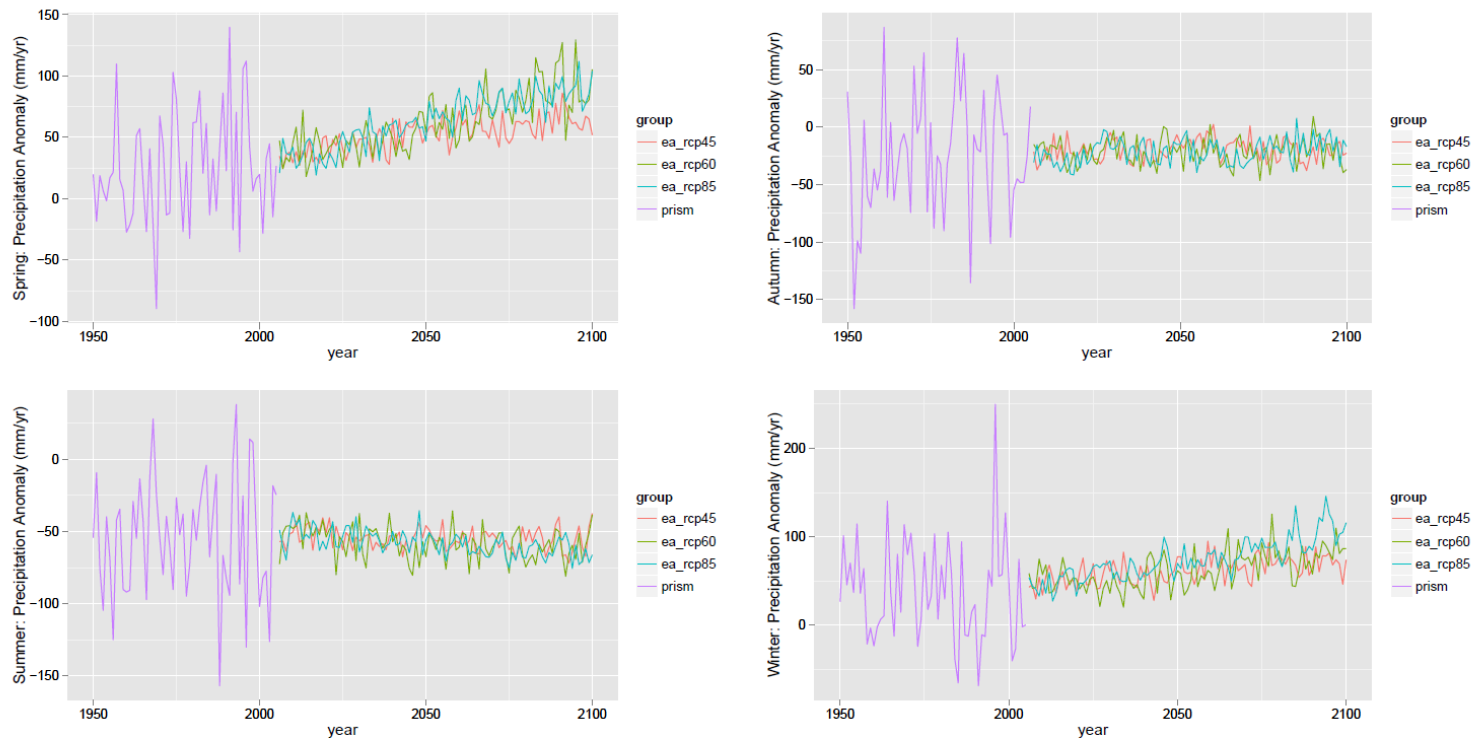 Spring: Precipitation Anomaly (mm/yr)
150
100
50
0
50
−100
1950
2000
2050
2100
year
group
ea_rcp45
ea_rcp60
ea_rcp85
prism
Autumn: Precipitation Anomaly (mm/yr)
50
0
−50
−100
−150
1950
2000
2050
2100
year
group
ea_rcp45
ea_rcp60
ea_rcp85
prism
Summer: Precipitation Anomaly (mm/yr)
0
−50
−100
−150
1950
2000
2050
2100
year
group
ea_rcp45
ea_rcp60
ea_rcp85
prism
Winter: Precipitation Anomaly (mm/yr)
200
100
0
1950
2000
2050
2100
year
group
ea_rcp45
ea_rcp60
ea_rcp85
prism